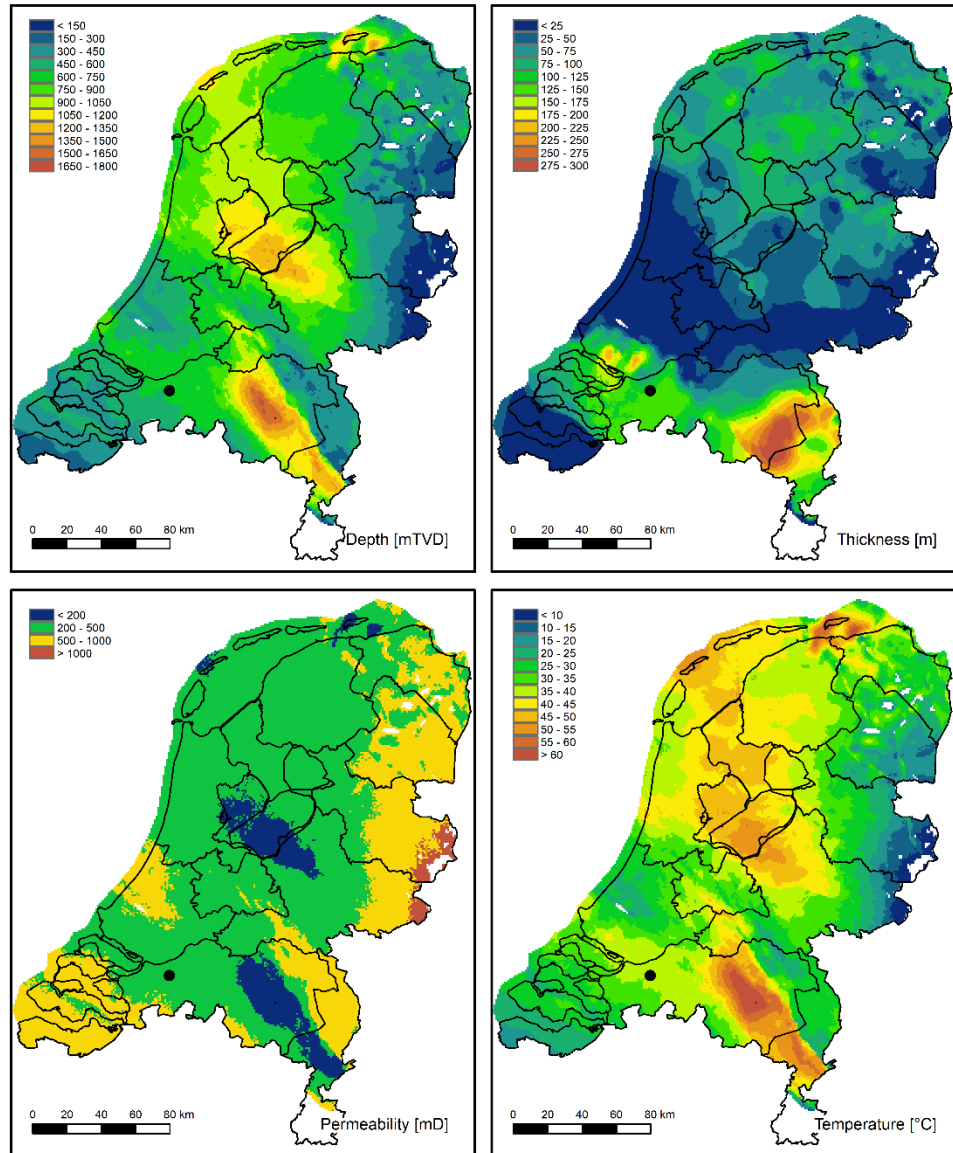 < 150
150 - 300
300 - 450
450 - 600
600 - 750
750 - 900
900 - 1050
1050 - 1200
1200 - 1350
1350 - 1500
1500 - 1650
1650 - 1800
0 20 40 60 80 km
Depth [mTVD]
< 25
25 - 50
50 - 75
75 - 100
100 - 125
125 - 150
150 - 175
175 - 200
200 - 225
225 - 250
250 - 275
275 - 300
0 20 40 60 80 km
Thickness [m]
< 200
200 - 500
500 - 1000
> 1000
0 20 40 60 80 km
Permeability [mD]
< 10
10 - 15
15 - 20
20 - 25
25 - 30
30 - 35
35 - 40
40 - 45
45 - 50
50 - 55
55 - 60
> 60
0 20 40 60 80 km
Temperature [°C]